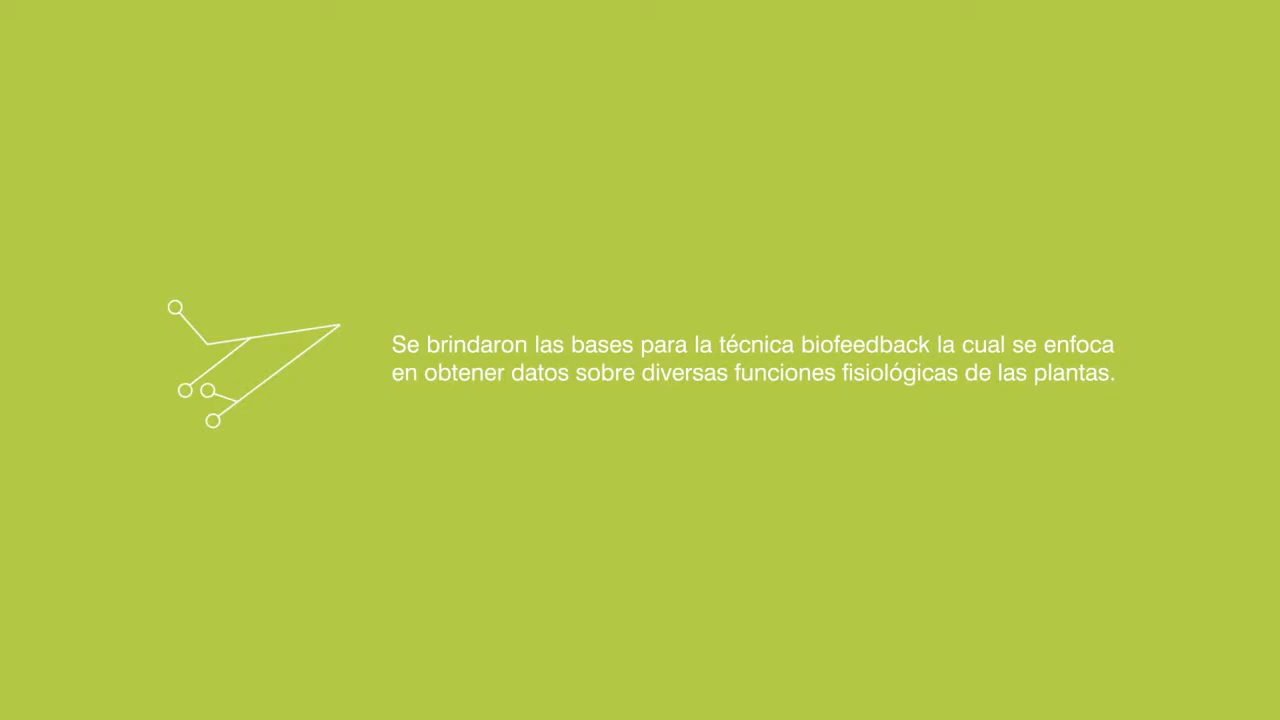 Se brindaron las bases para la técnica biofeedback la cual se enfoca
en obtener datos sobre diversas funciones fisiológicas de las plantas.